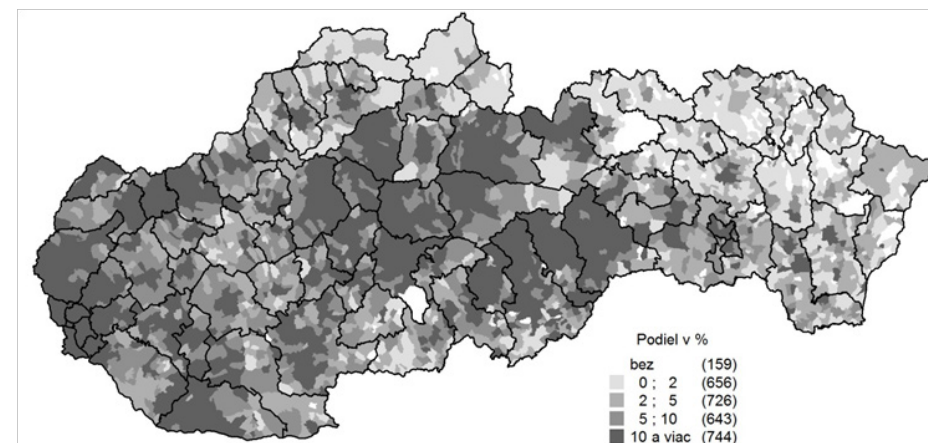 Podiel v %
bez (159)
0 ; 2 (656)
2 ; 5 (726)
5 ; 10 (643)
10 a viac (744)